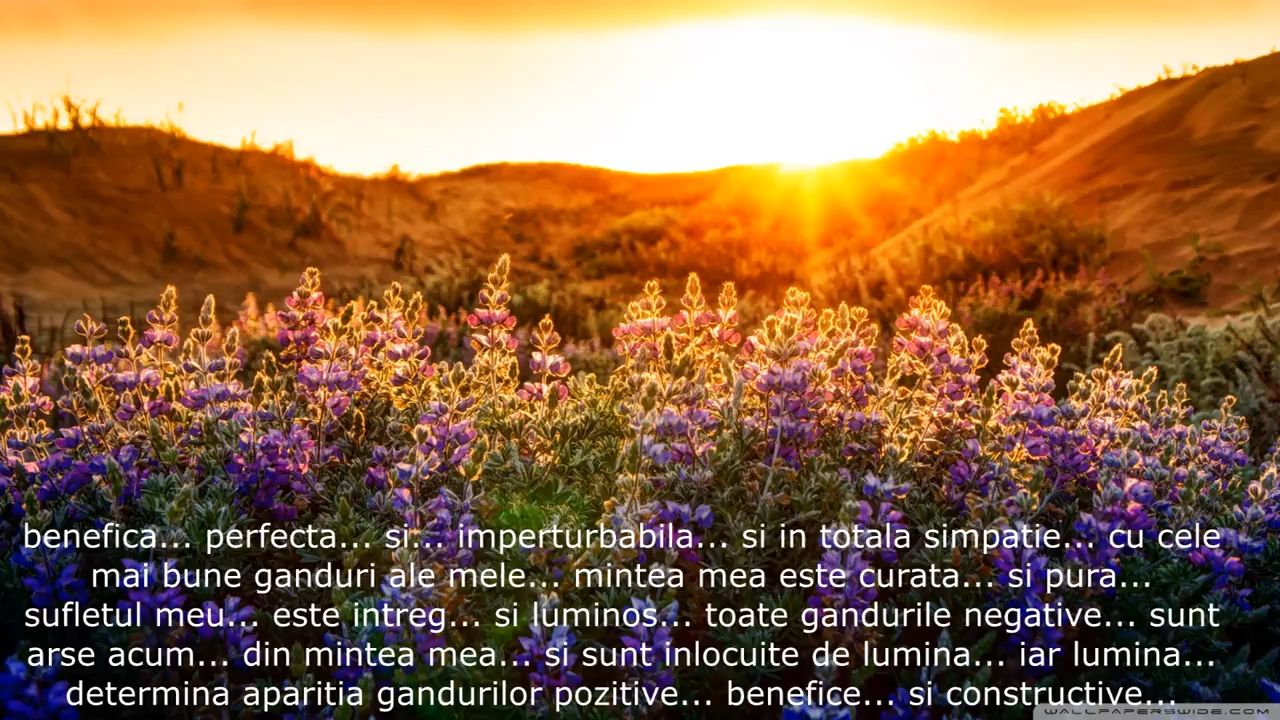 benefica... perfecta... si... imperturbabila... si in totala simpatie... cu cele
mai bune ganduri ale mele... mintea mea este curata... si pura...
sufletul meu... este intreg... si luminos... toate gandurile negative... sunt
arse acum... din mintea mea... si sunt inlocuite de lumina... iar lumina...
determina aparitia gandurilor pozitive... benefice... si constructive...
WALLPAPERSWIDE.COM